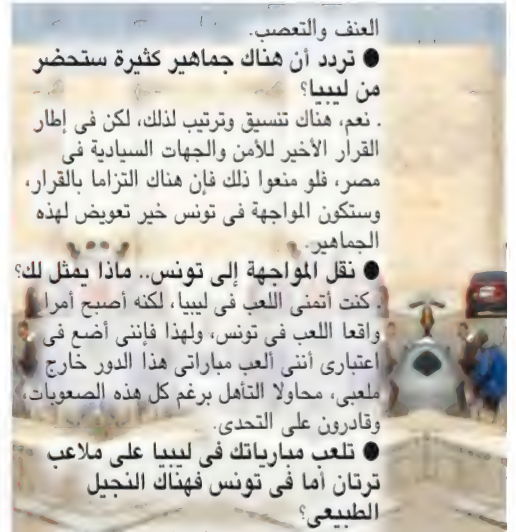 العنف والتعصب.
● تردد أن هناك جماهير كثيرة ستحضر
من ليبيا؟
. نعم، هناك تنسيق وترتيب لذلك، لكن فى إطار
القرار الأخير للأمن والجهات السيادية فى
مصر، فلو منعوا ذلك فإن هناك التزاما بالقرار،
وستكون المواجهة فى تونس خير تعويض لهذه
الجماهير.
● نقل المواجهة إلى تونس.. ماذا يمثل لك؟
. كنت أتمنى اللعب فى ليبيا، لكنه أصبح أمرا
واقعا اللعب فى تونس، ولهذا فإننى أضع فى
اعتبارى أننى ألعب مباراتى هذا الدور خارج
ملعبى، محاولا التأهل برغم كل هذه الصعوبات،
وقادرون على التحدى.
● تلعب مبارياتك فى ليبيا على ملاعب
ترتان أما فى تونس فهناك النجيل
الطبيعى؟